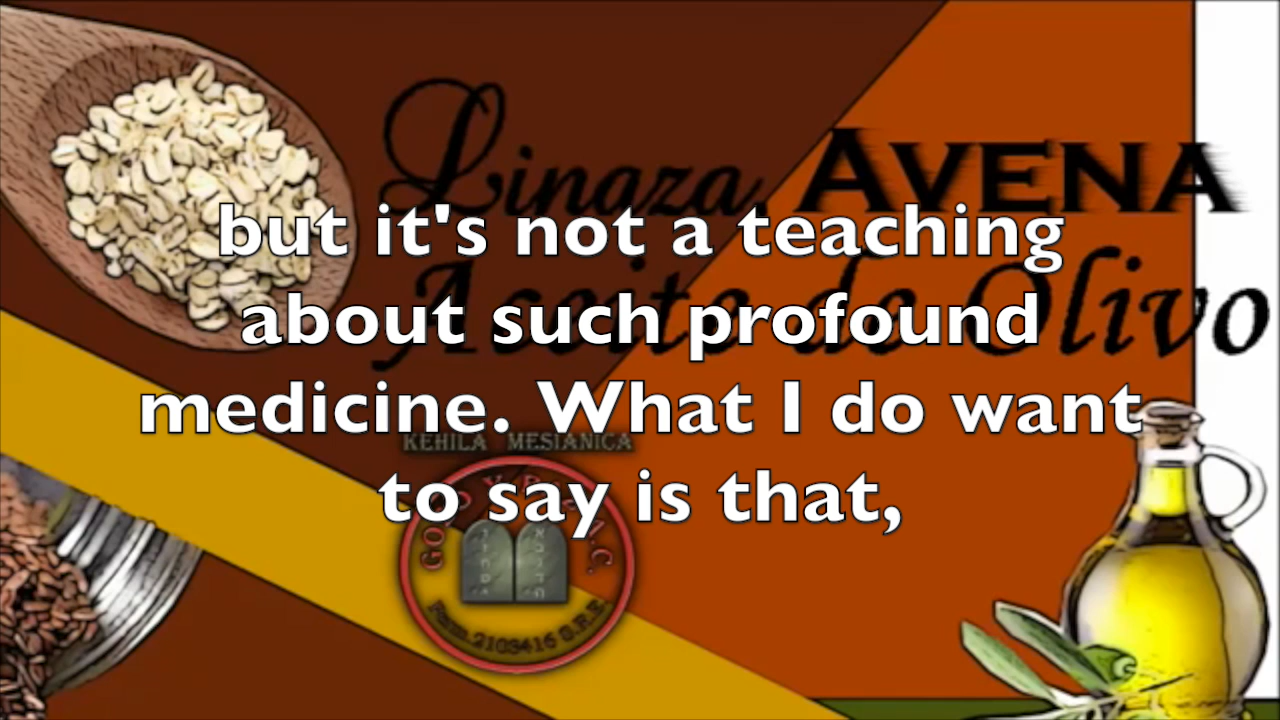 Linaza AVENA
Aceite de Olivo
but it's not a teaching
about such profound
medicine. What I do want
to say is that,
KEHILA MESIANICA
A.C.